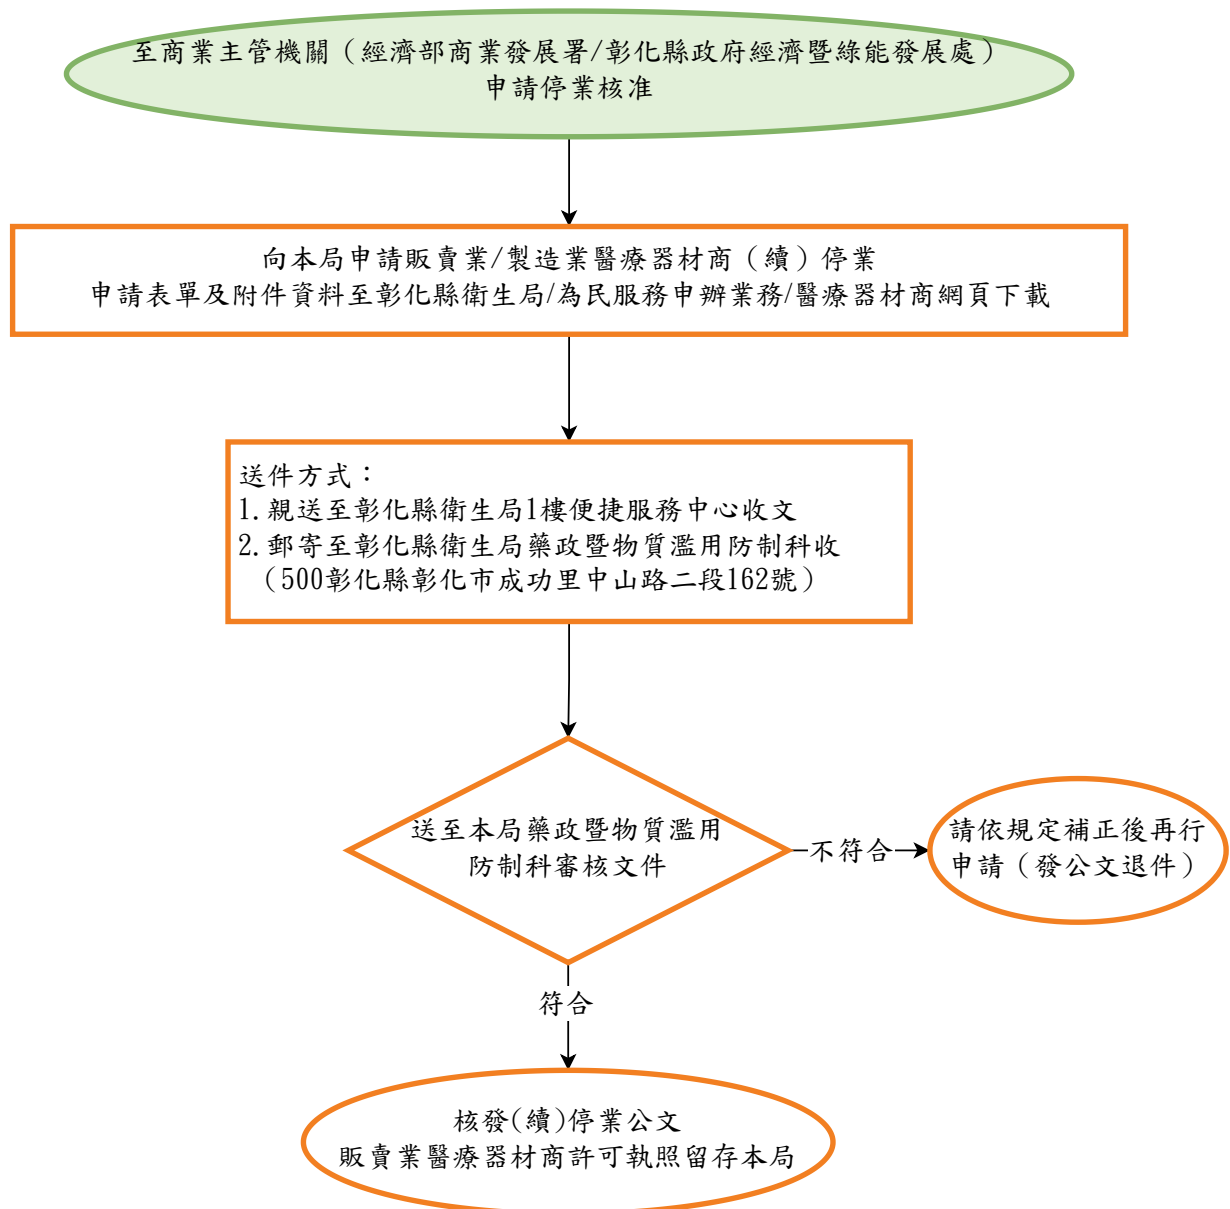 至商業主管機關（經濟部商業發展署/彰化縣政府經濟暨綠能發展處）
申請停業核准
向本局申請販賣業/製造業醫療器材商（續）停業
申請表單及附件資料至彰化縣衛生局/為民服務申辦業務/醫療器材商網頁下載
送件方式：
1.親送至彰化縣衛生局1樓便捷服務中心收文
2.郵寄至彰化縣衛生局藥政暨物質濫用防制科收
（500彰化縣彰化市成功里中山路二段162號）
送至本局藥政暨物質濫用
防制科審核文件
不符合
請依規定補正後再行
申請（發公文退件）
符合
核發(續)停業公文
販賣業醫療器材商許可執照留存本局